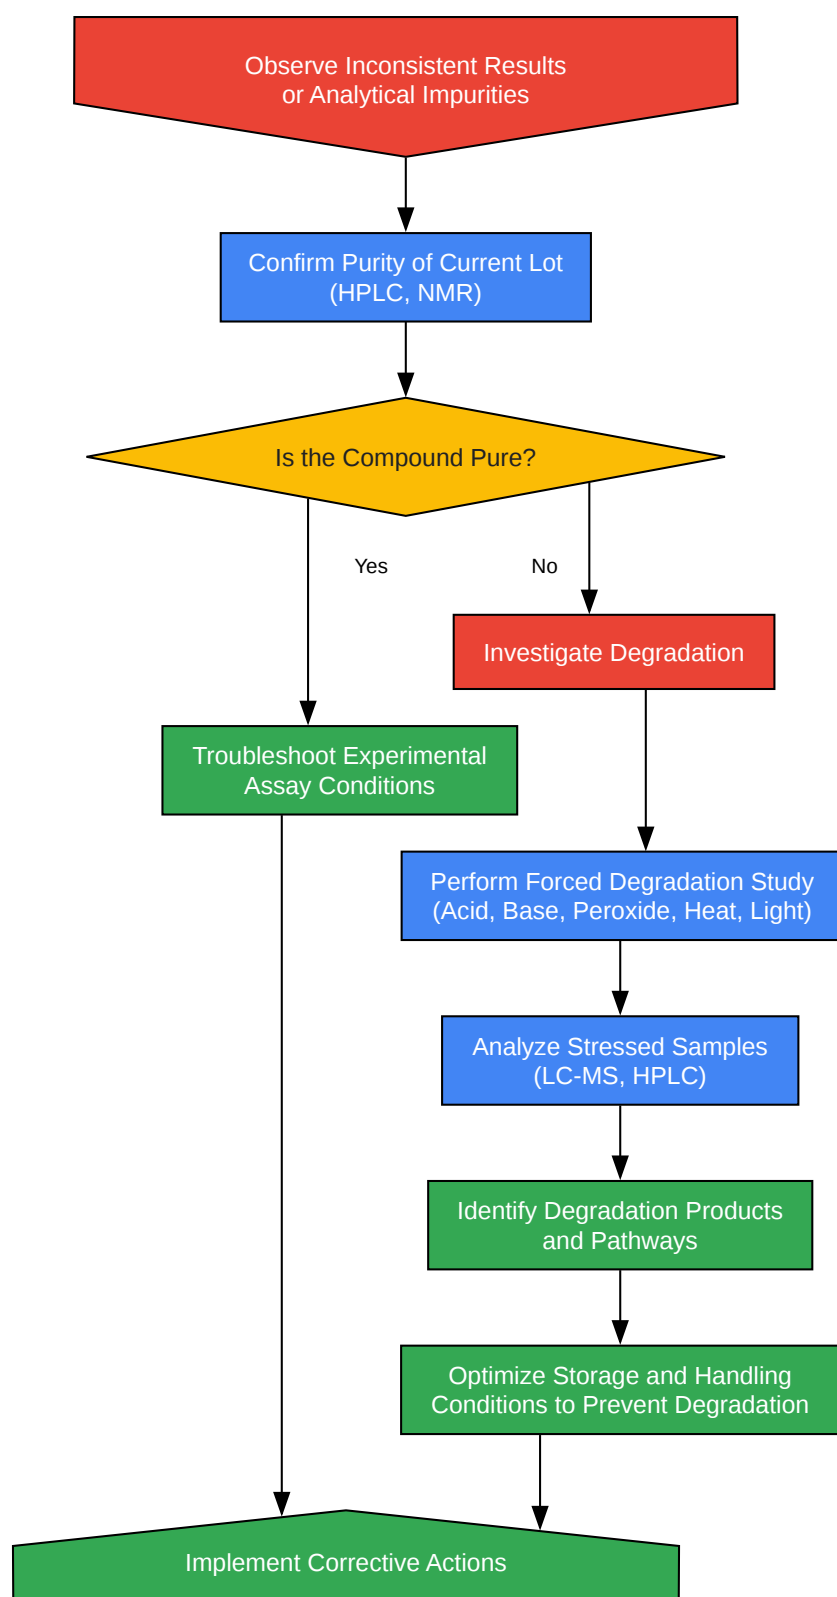 Observe Inconsistent Results
or Analytical Impurities
Confirm Purity of Current Lot
(HPLC, NMR)
Is the Compound Pure?
Yes
No
Investigate Degradation
Troubleshoot Experimental
Assay Conditions
Perform Forced Degradation Study
(Acid, Base, Peroxide, Heat, Light)
Analyze Stressed Samples
(LC-MS, HPLC)
Identify Degradation Products
and Pathways
Optimize Storage and Handling
Conditions to Prevent Degradation
Implement Corrective Actions